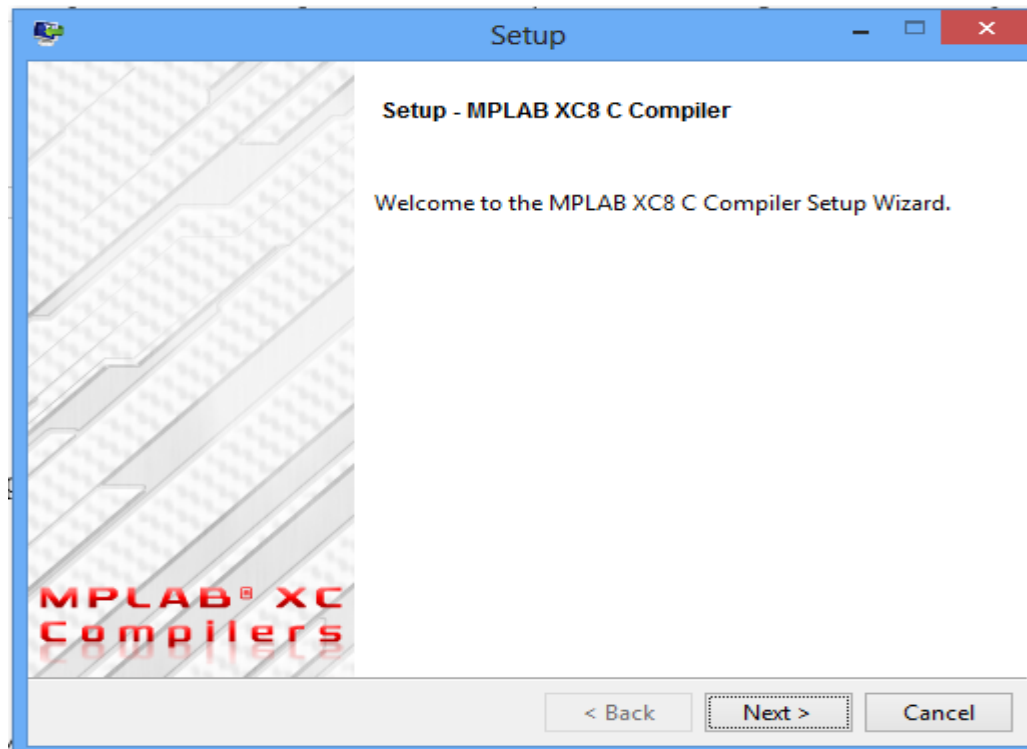 Setup
Setup - MPLAB XC8 C Compiler
Welcome to the MPLAB XC8 C Compiler Setup Wizard.
MPLAB® XC
Compilers
< Back Next > Cancel